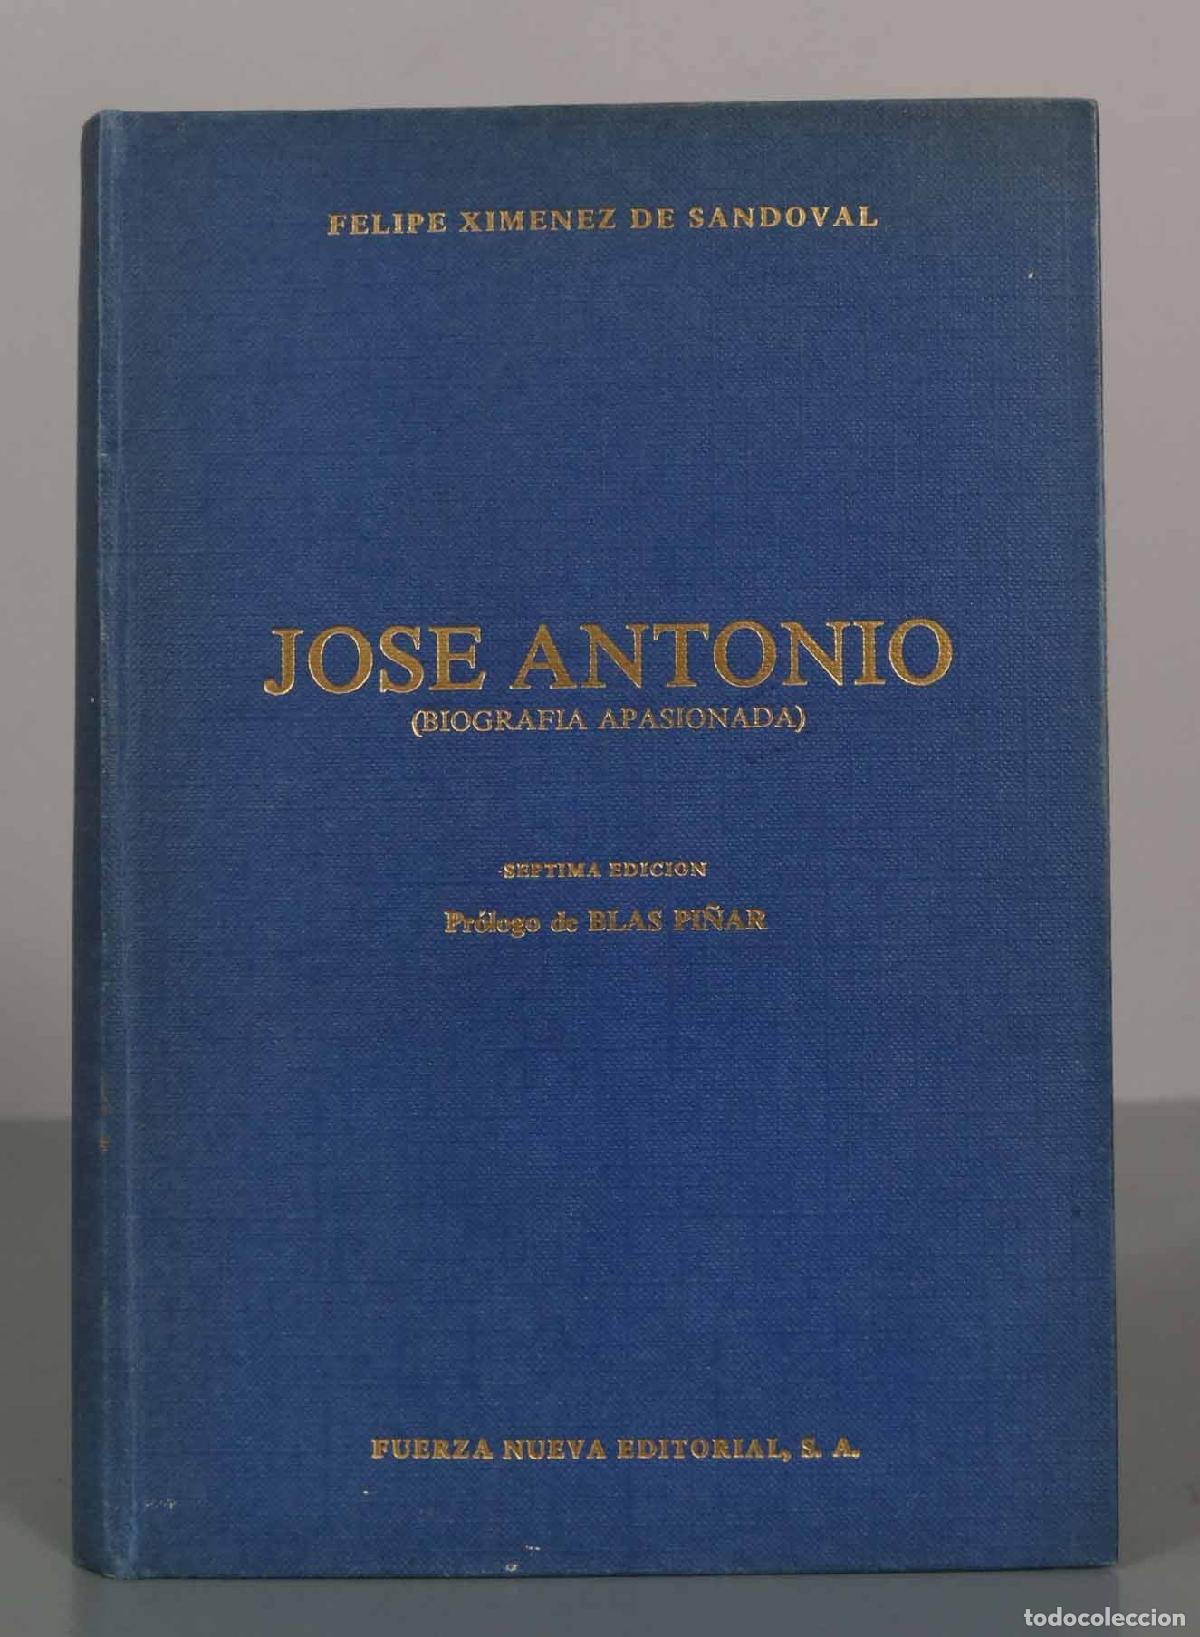 FELIPE XIMENEZ DE SANDOVAL
JOSE ANTONIO
(BIOGRAFIA APASIONADA)
SEPTIMA EDICION
Prólogo de BLAS PIÑAR
FUERZA NUEVA EDITORIAL, S. A.
todocoleccion